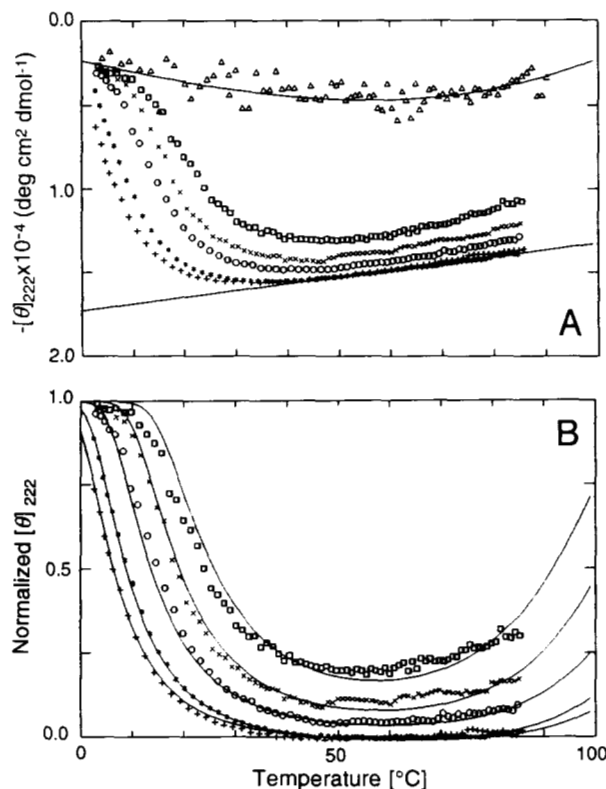 0.0
A
1.0
2.0
-[θ]₂₂₂x10⁻⁴ (deg cm² dmol⁻¹)
1.0
B
0.5
0.0
Normalized [θ]₂₂₂
0
50
100
Temperature [°C]